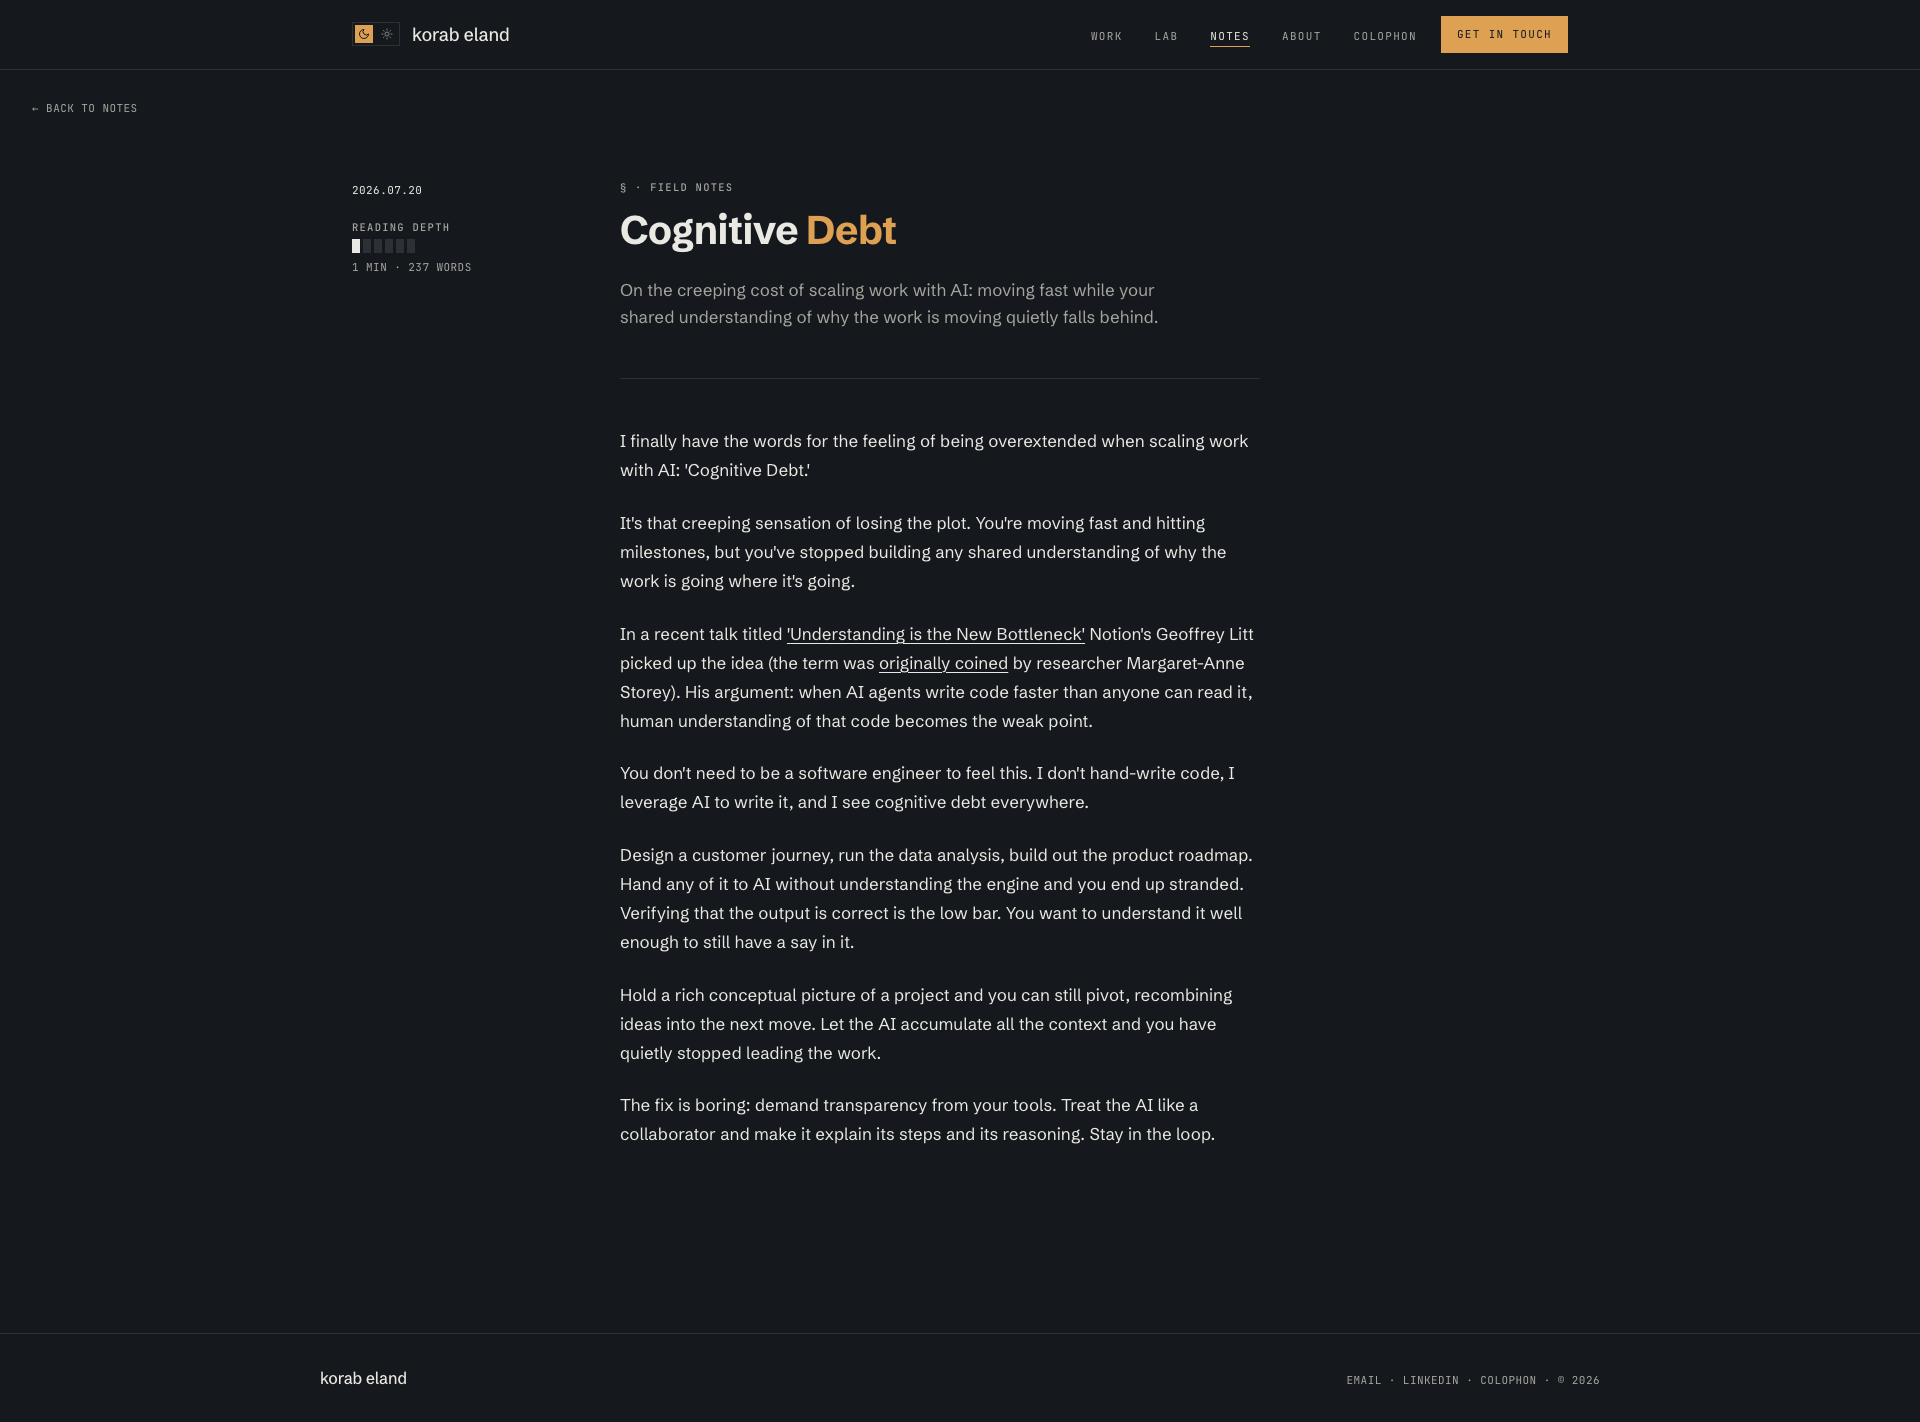 korab eland
WORK LAB NOTES ABOUT COLOPHON GET IN TOUCH
← BACK TO NOTES
2026.07.20
READING DEPTH
1 MIN · 237 WORDS
§ · FIELD NOTES
Cognitive Debt
On the creeping cost of scaling work with AI: moving fast while your
shared understanding of why the work is moving quietly falls behind.
I finally have the words for the feeling of being overextended when scaling work
with AI: 'Cognitive Debt.'
It's that creeping sensation of losing the plot. You're moving fast and hitting
milestones, but you've stopped building any shared understanding of why the
work is going where it's going.
In a recent talk titled 'Understanding is the New Bottleneck' Notion's Geoffrey Litt
picked up the idea (the term was originally coined by researcher Margaret-Anne
Storey). His argument: when AI agents write code faster than anyone can read it,
human understanding of that code becomes the weak point.
You don't need to be a software engineer to feel this. I don't hand-write code, I
leverage AI to write it, and I see cognitive debt everywhere.
Design a customer journey, run the data analysis, build out the product roadmap.
Hand any of it to AI without understanding the engine and you end up stranded.
Verifying that the output is correct is the low bar. You want to understand it well
enough to still have a say in it.
Hold a rich conceptual picture of a project and you can still pivot, recombining
ideas into the next move. Let the AI accumulate all the context and you have
quietly stopped leading the work.
The fix is boring: demand transparency from your tools. Treat the AI like a
collaborator and make it explain its steps and its reasoning. Stay in the loop.
korab eland
EMAIL · LINKEDIN · COLOPHON · © 2026